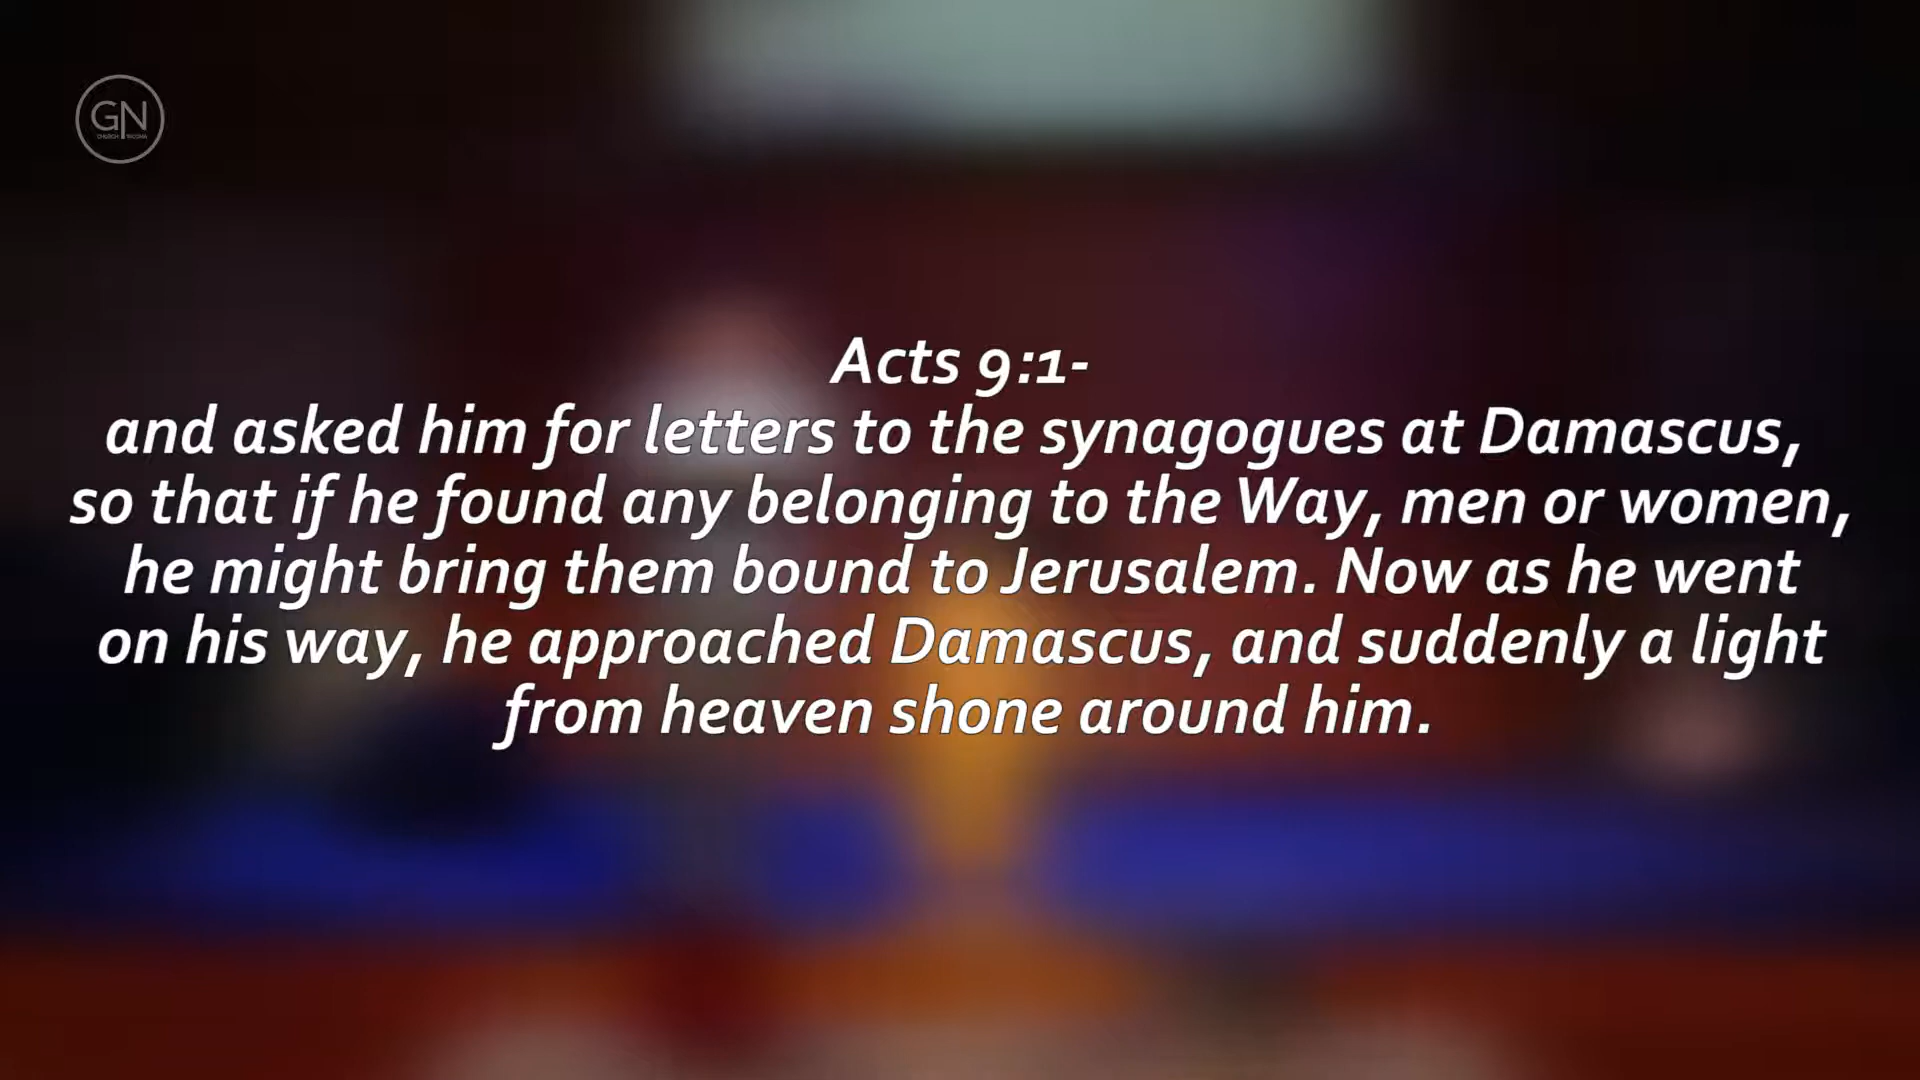 GN
CHURCH TACOMA
Acts 9:1-
and asked him for letters to the synagogues at Damascus,
so that if he found any belonging to the Way, men or women,
he might bring them bound to Jerusalem. Now as he went
on his way, he approached Damascus, and suddenly a light
from heaven shone around him.